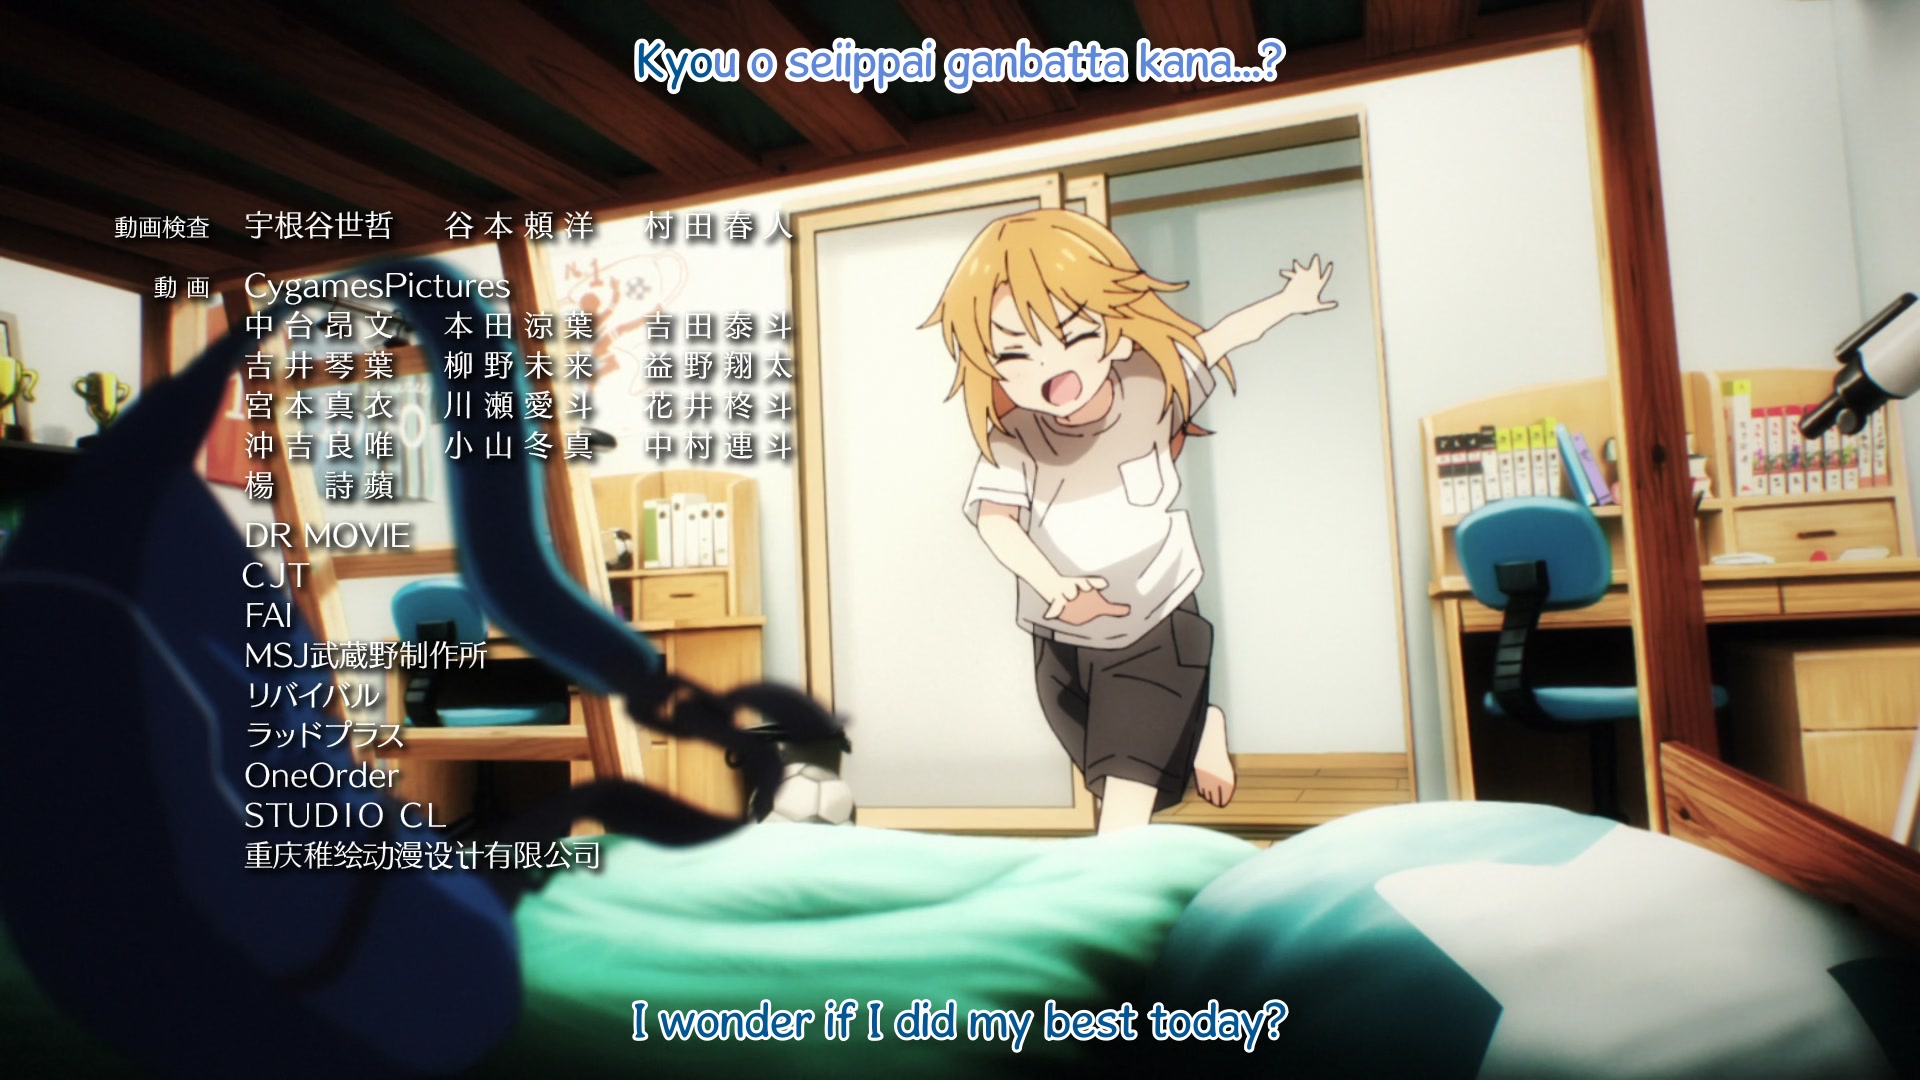 Kyou o seiippai ganbatta kana...?
動画検査 宇根谷世哲 谷本頼洋 村田春人
動画 CygamesPictures
中台昂文 本田涼葉 吉田泰斗
吉井琴葉 柳野未来 益野翔太
宮本真衣 川瀬愛斗 花井柊斗
沖吉良唯 小山冬真 中村連斗
楊 詩蘋
DR MOVIE
CJT
FAI
MSJ武蔵野制作所
リバイバル
ラッドプラス
OneOrder
STUDIO CL
重庆稚绘动漫设计有限公司
I wonder if I did my best today?